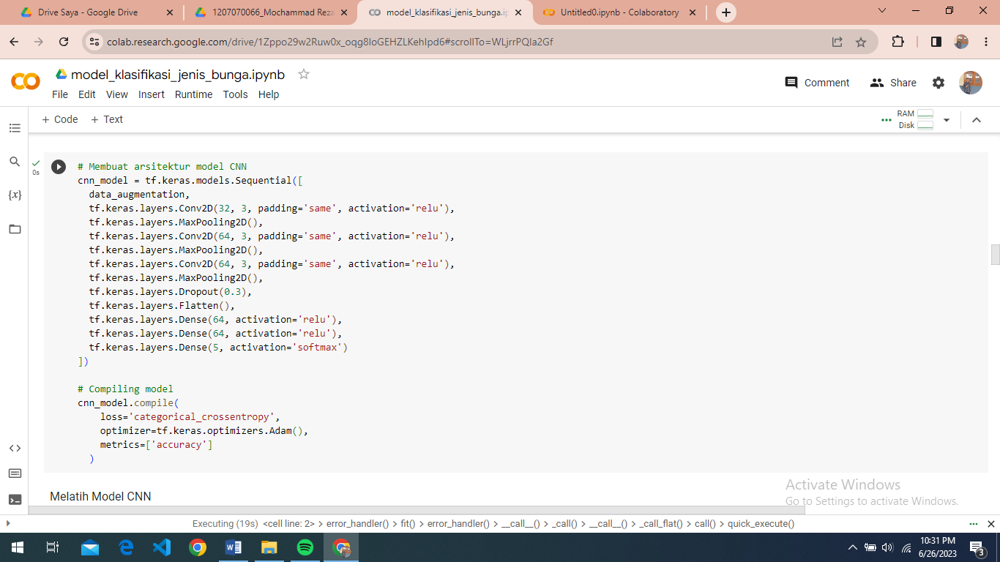 Drive Saya - Google Drive
1207070066_Mochammad Reza
model_klasifikasi_jenis_bunga.ip
Untitled0.ipynb - Colaboratory
colab.research.google.com/drive/1Zppo29w2Ruw0x_oqg8IoGEHZLKehIpd6#scrollTo=WLjrrPQIa2Gf
model_klasifikasi_jenis_bunga.ipynb
File Edit View Insert Runtime Tools Help
Comment
Share
+ Code + Text
RAM
Disk
{x}
0s
# Membuat arsitektur model CNN
cnn_model = tf.keras.models.Sequential([
  data_augmentation,
  tf.keras.layers.Conv2D(32, 3, padding='same', activation='relu'),
  tf.keras.layers.MaxPooling2D(),
  tf.keras.layers.Conv2D(64, 3, padding='same', activation='relu'),
  tf.keras.layers.MaxPooling2D(),
  tf.keras.layers.Conv2D(64, 3, padding='same', activation='relu'),
  tf.keras.layers.MaxPooling2D(),
  tf.keras.layers.Dropout(0.3),
  tf.keras.layers.Flatten(),
  tf.keras.layers.Dense(64, activation='relu'),
  tf.keras.layers.Dense(64, activation='relu'),
  tf.keras.layers.Dense(5, activation='softmax')
])
# Compiling model
cnn_model.compile(
    loss='categorical_crossentropy',
    optimizer=tf.keras.optimizers.Adam(),
    metrics=['accuracy']
  )
Melatih Model CNN
Activate Windows
Go to Settings to activate Windows.
Executing (19s) <cell line: 2> > error_handler() > fit() > error_handler() > __call__() > _call() > __call__() > _call_flat() > call() > quick_execute()
10:31 PM
6/26/2023
3